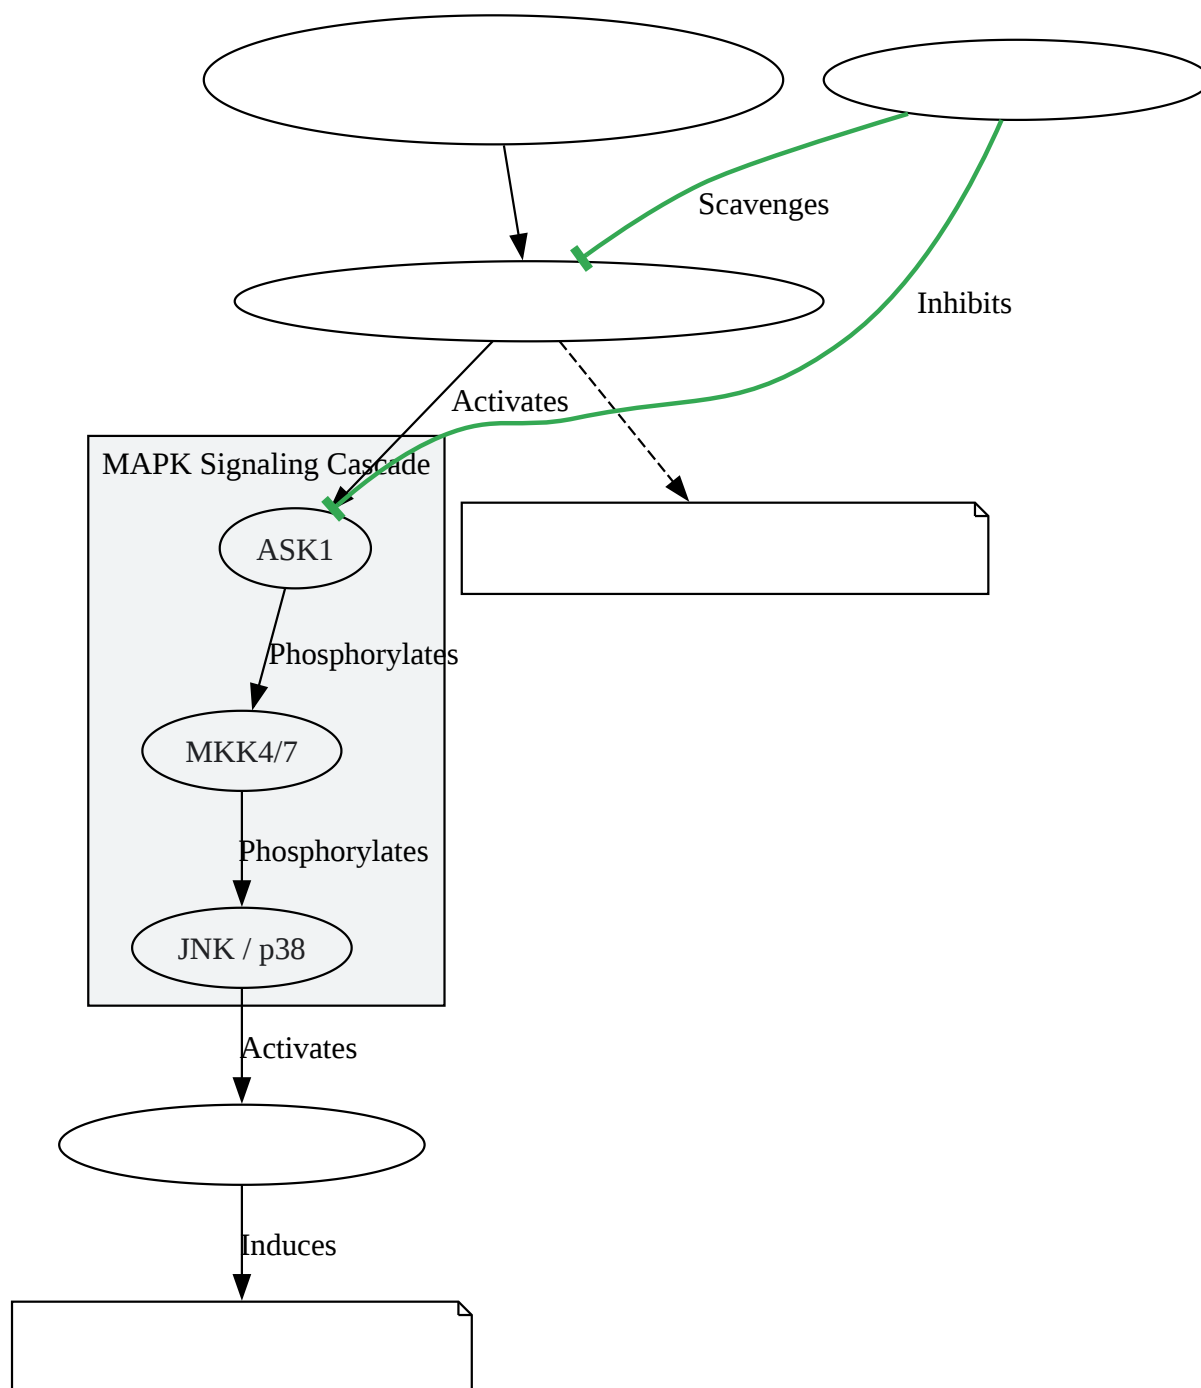 Scavenges
Inhibits
Activates
MAPK Signaling Cascade
ASK1
Phosphorylates
MKK4/7
Phosphorylates
JNK / p38
Activates
Induces